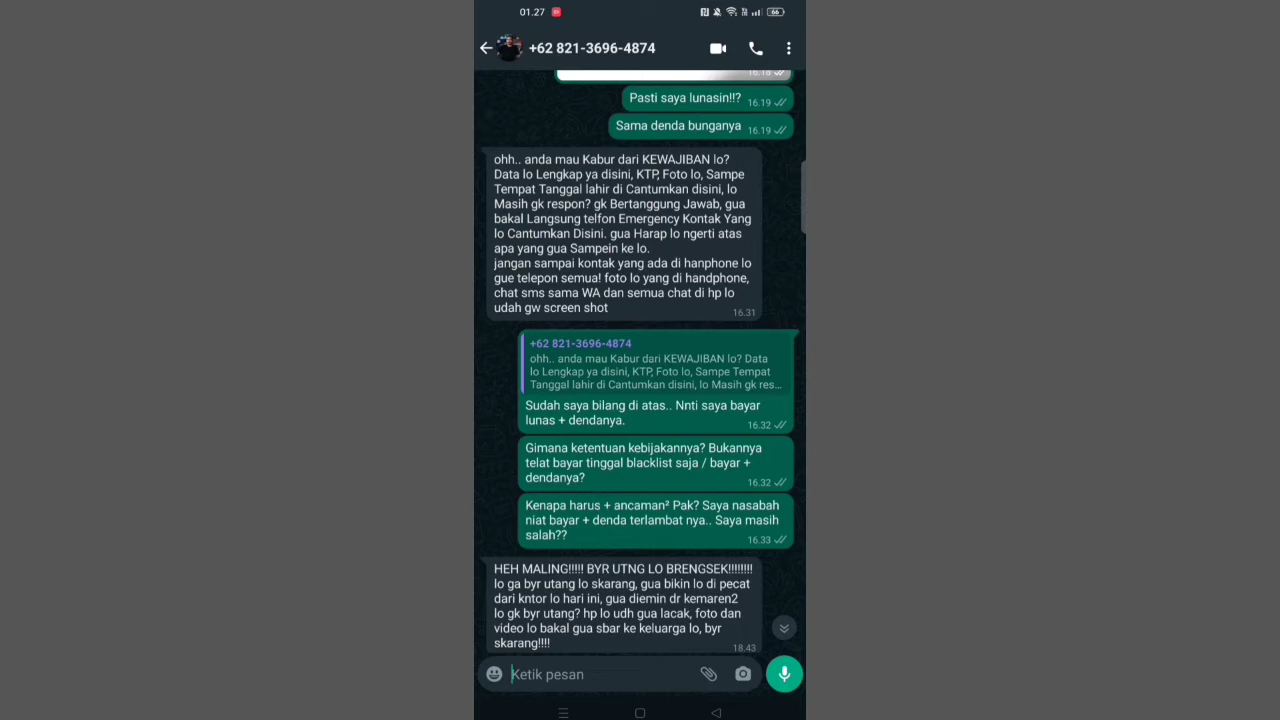 01.27
66
+62 821-3696-4874
16.18
Pasti saya lunasin!!? 16.19
Sama denda bunganya 16.19
ohh.. anda mau Kabur dari KEWAJIBAN lo?
Data lo Lengkap ya disini, KTP, Foto lo, Sampe
Tempat Tanggal lahir di Cantumkan disini, lo
Masih gk respon? gk Bertanggung Jawab, gua
bakal Langsung telfon Emergency Kontak Yang
lo Cantumkan Disini. gua Harap lo ngerti atas
apa yang gua Sampein ke lo.
jangan sampai kontak yang ada di hanphone lo
gue telepon semua! foto lo yang di handphone,
chat sms sama WA dan semua chat di hp lo
udah gw screen shot
16.31
+62 821-3696-4874
ohh.. anda mau Kabur dari KEWAJIBAN lo? Data
lo Lengkap ya disini, KTP, Foto lo, Sampe Tempat
Tanggal lahir di Cantumkan disini, lo Masih gk res...
Sudah saya bilang di atas.. Nnti saya bayar
lunas + dendanya.
16.32
Gimana ketentuan kebijakannya? Bukannya
telat bayar tinggal blacklist saja / bayar +
dendanya?
16.32
Kenapa harus + ancaman² Pak? Saya nasabah
niat bayar + denda terlambat nya.. Saya masih
salah??
16.33
HEH MALING!!!!! BYR UTNG LO BRENGSEK!!!!!!!!
lo ga byr utang lo skarang, gua bikin lo di pecat
dari kntor lo hari ini, gua diemin dr kemaren2
lo gk byr utang? hp lo udh gua lacak, foto dan
video lo bakal gua sbar ke keluarga lo, byr
skarang!!!!
18.43
Ketik pesan